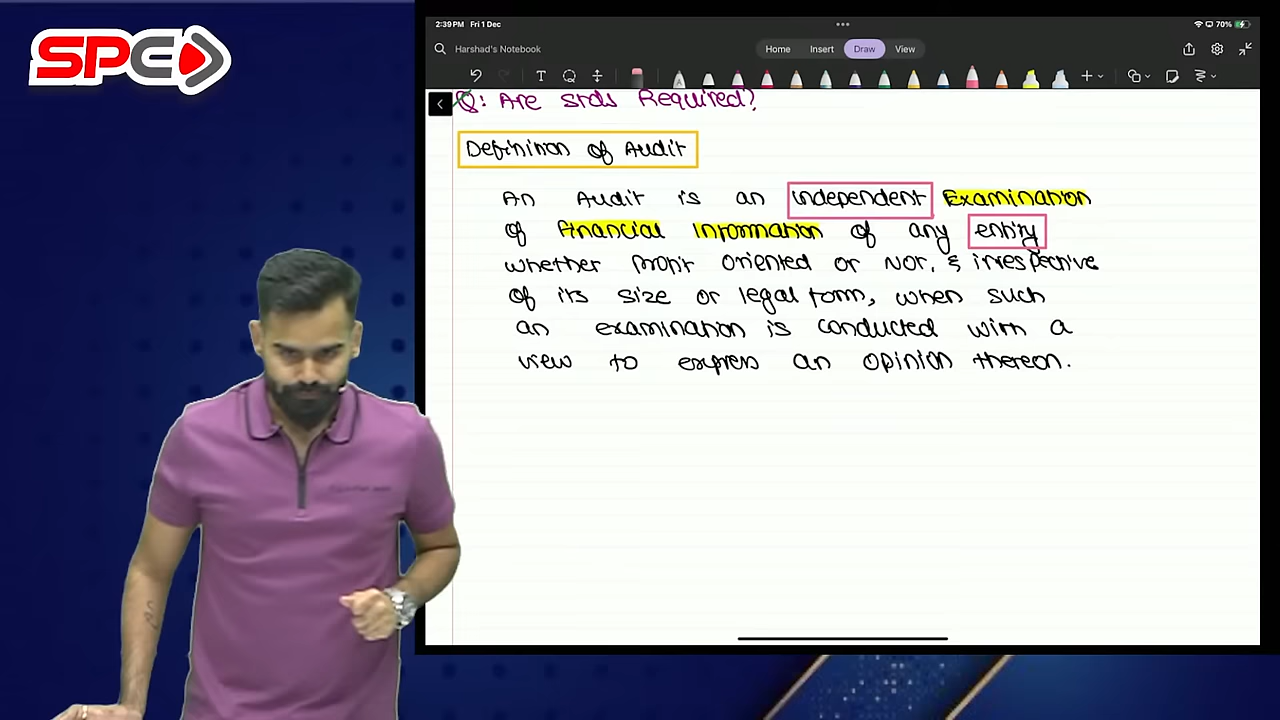 SPC
2:39 PM Fri 1 Dec
70%
Harshad's Notebook
Home Insert Draw View
Q: Are stds Required?
Definition of Audit
An Audit is an independent Examination
of financial Information of any entity
whether profit oriented or not, & irrespective
of its size or legal form, when such
an examination is conducted with a
view to express an opinion thereon.